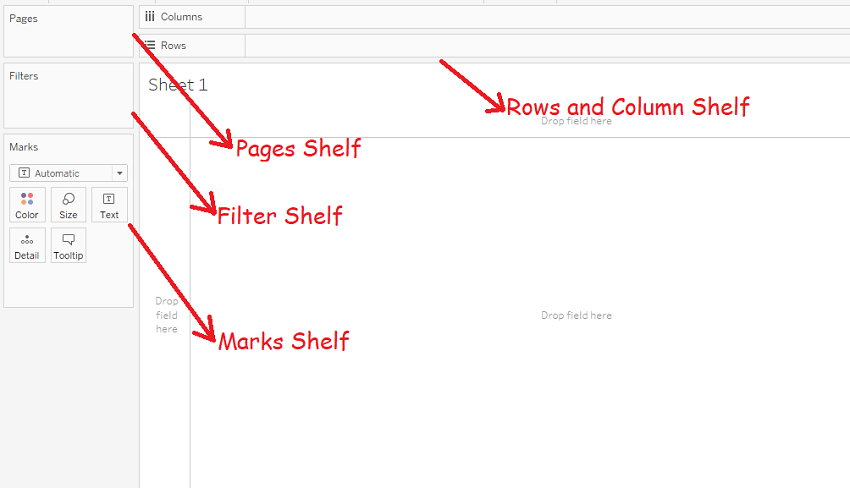 Pages
Columns
Rows
Filters
Sheet 1
Rows and Column Shelf
Drop field here
Marks
Pages Shelf
Automatic
Color
Size
Text
Filter Shelf
Detail
Tooltip
Drop
field
here
Drop field here
Marks Shelf